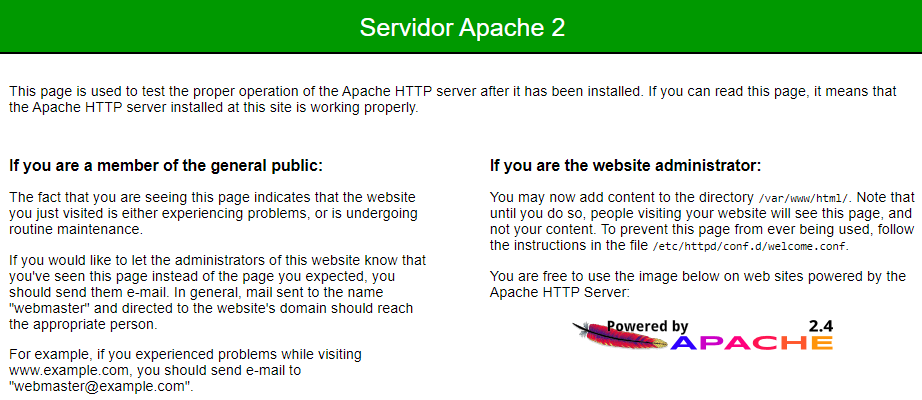 Servidor Apache 2
This page is used to test the proper operation of the Apache HTTP server after it has been installed. If you can read this page, it means that
the Apache HTTP server installed at this site is working properly.
If you are a member of the general public:
The fact that you are seeing this page indicates that the website
you just visited is either experiencing problems, or is undergoing
routine maintenance.
If you would like to let the administrators of this website know that
you've seen this page instead of the page you expected, you
should send them e-mail. In general, mail sent to the name
"webmaster" and directed to the website's domain should reach
the appropriate person.
For example, if you experienced problems while visiting
www.example.com, you should send e-mail to
"webmaster@example.com".
If you are the website administrator:
You may now add content to the directory /var/www/html/. Note that
until you do so, people visiting your website will see this page, and
not your content. To prevent this page from ever being used, follow
the instructions in the file /etc/httpd/conf.d/welcome.conf.
You are free to use the image below on web sites powered by the
Apache HTTP Server:
Powered by 2.4
APACHE